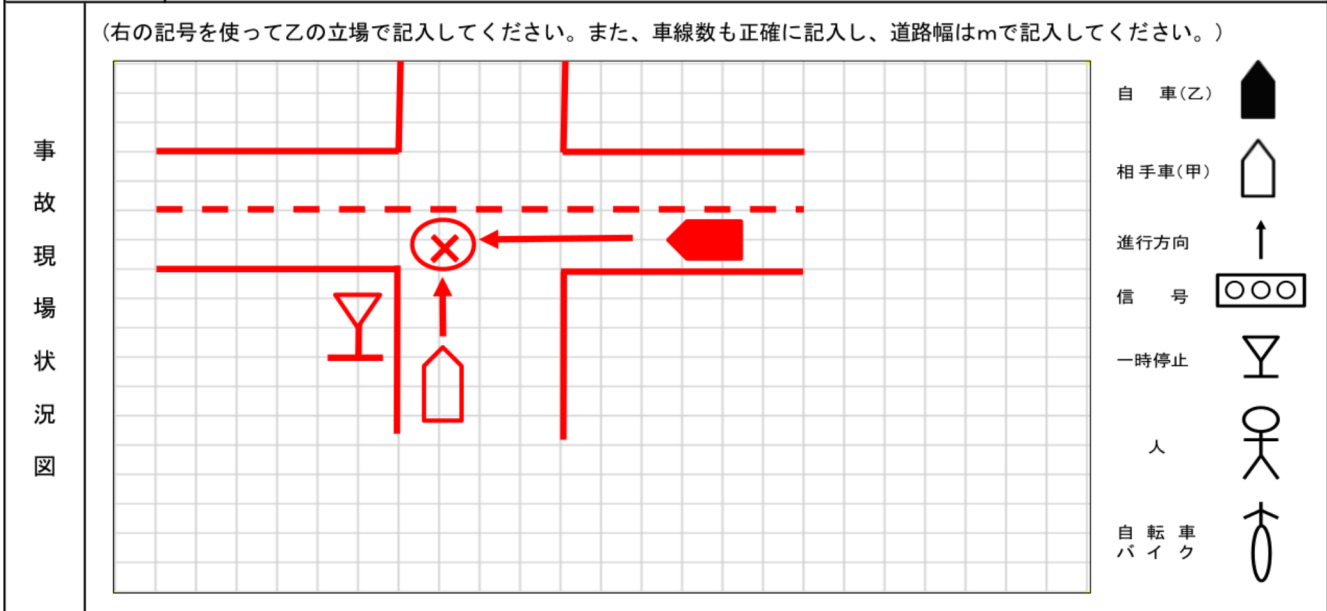 (右の記号を使って乙の立場で記入してください。また、車線数も正確に記入し、道路幅はmで記入してください。)
事故現場状況図
自 車(乙)
相手車(甲)
進行方向
信 号
一時停止
人
自転車
バイク